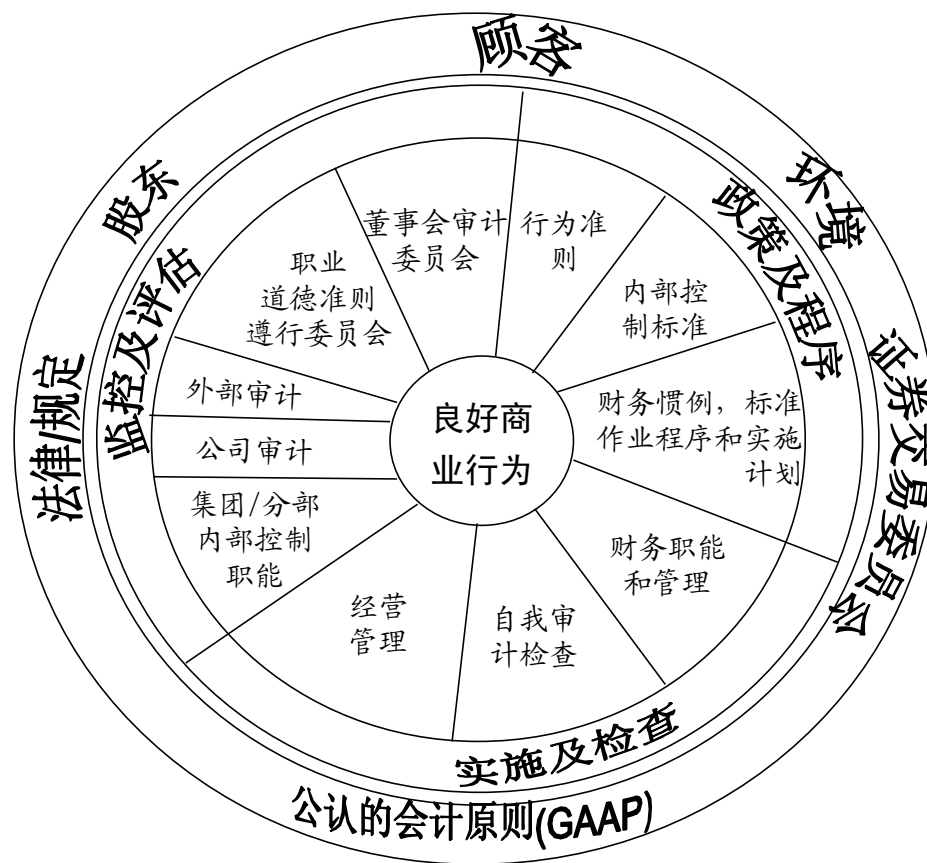 顾客
股东
环境
法律/规定
证券交易委员会
公认的会计原则(GAAP)
监控及评估
政策及程序
实施及检查
董事会审计
委员会
行为准
则
职业
道德准则
遵行委员会
内部控
制标准
外部审计
财务惯例，标准
作业程序和实施
计划
公司审计
集团/分部
内部控制
职能
财务职能
和管理
经营
管理
自我审
计检查
良好商
业行为